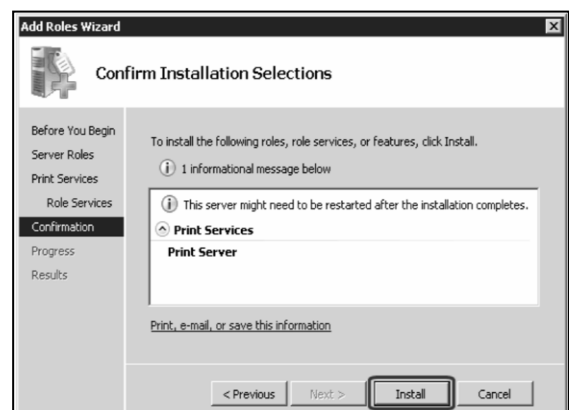 Add Roles Wizard
Confirm Installation Selections
Before You Begin
Server Roles
Print Services
Role Services
Confirmation
Progress
Results
To install the following roles, role services, or features, click Install.
1 informational message below
This server might need to be restarted after the installation completes.
Print Services
Print Server
Print, e-mail, or save this information
< Previous
Next >
Install
Cancel